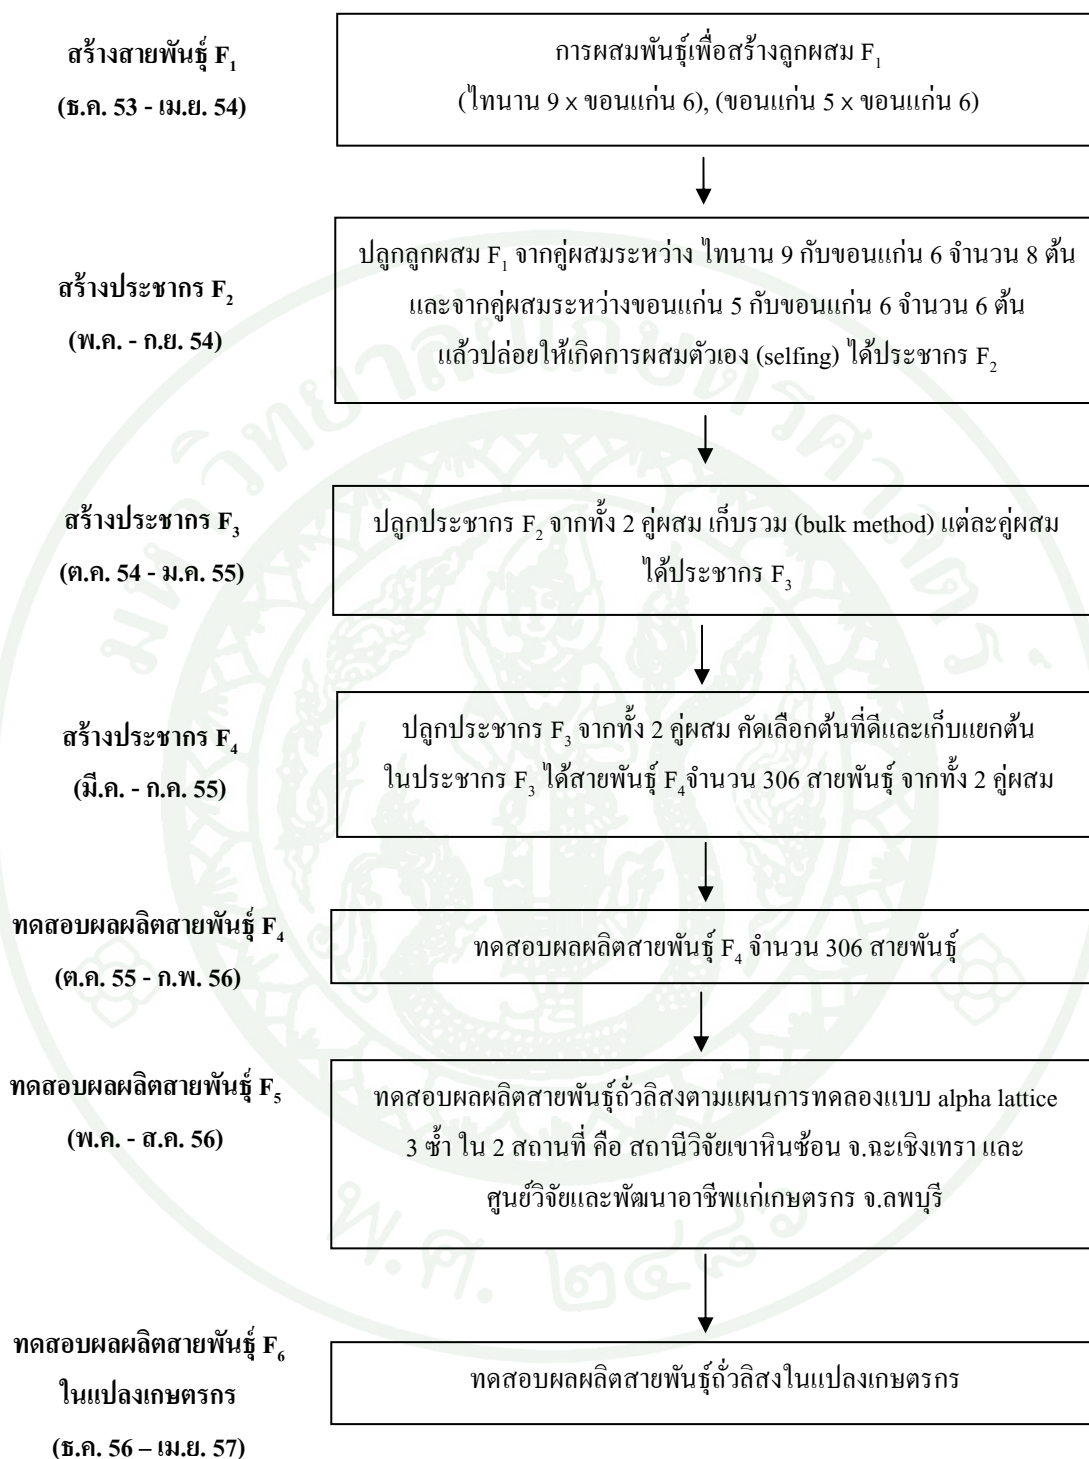 สร้างสายพันธุ์ F₁
(ธ.ค. 53 - เม.ย. 54)
การผสมพันธุ์เพื่อสร้างลูกผสม F₁
(ไทนาน 9 x ขอนแก่น 6), (ขอนแก่น 5 x ขอนแก่น 6)
สร้างประชากร F₂
(พ.ค. - ก.ย. 54)
ปลูกลูกผสม F₁ จากคู่ผสมระหว่าง ไทนาน 9 กับขอนแก่น 6 จำนวน 8 ต้น
และจากคู่ผสมระหว่างขอนแก่น 5 กับขอนแก่น 6 จำนวน 6 ต้น
แล้วปล่อยให้เกิดการผสมตัวเอง (selfing) ได้ประชากร F₂
สร้างประชากร F₃
(ต.ค. 54 - ม.ค. 55)
ปลูกประชากร F₂ จากทั้ง 2 คู่ผสม เก็บรวม (bulk method) แต่ละคู่ผสม
ได้ประชากร F₃
สร้างประชากร F₄
(มี.ค. - ก.ค. 55)
ปลูกประชากร F₃ จากทั้ง 2 คู่ผสม คัดเลือกต้นที่ดีและเก็บแยกต้น
ในประชากร F₃ ได้สายพันธุ์ F₄จำนวน 306 สายพันธุ์ จากทั้ง 2 คู่ผสม
ทดสอบผลผลิตสายพันธุ์ F₄
(ต.ค. 55 - ก.พ. 56)
ทดสอบผลผลิตสายพันธุ์ F₄ จำนวน 306 สายพันธุ์
ทดสอบผลผลิตสายพันธุ์ F₅
(พ.ค. - ส.ค. 56)
ทดสอบผลผลิตสายพันธุ์ถั่วลิสงตามแผนการทดลองแบบ alpha lattice
3 ซ้ำ ใน 2 สถานที่ คือ สถานีวิจัยเขาหินซ้อน จ.ฉะเชิงเทรา และ
ศูนย์วิจัยและพัฒนาอาชีพแก่เกษตรกร จ.ลพบุรี
ทดสอบผลผลิตสายพันธุ์ F₆
ในแปลงเกษตรกร
(ธ.ค. 56 – เม.ย. 57)
ทดสอบผลผลิตสายพันธุ์ถั่วลิสงในแปลงเกษตรกร
มหาวิทยาลัยเกษตรศาสตร์
พ.ศ. ๒๔๘๖